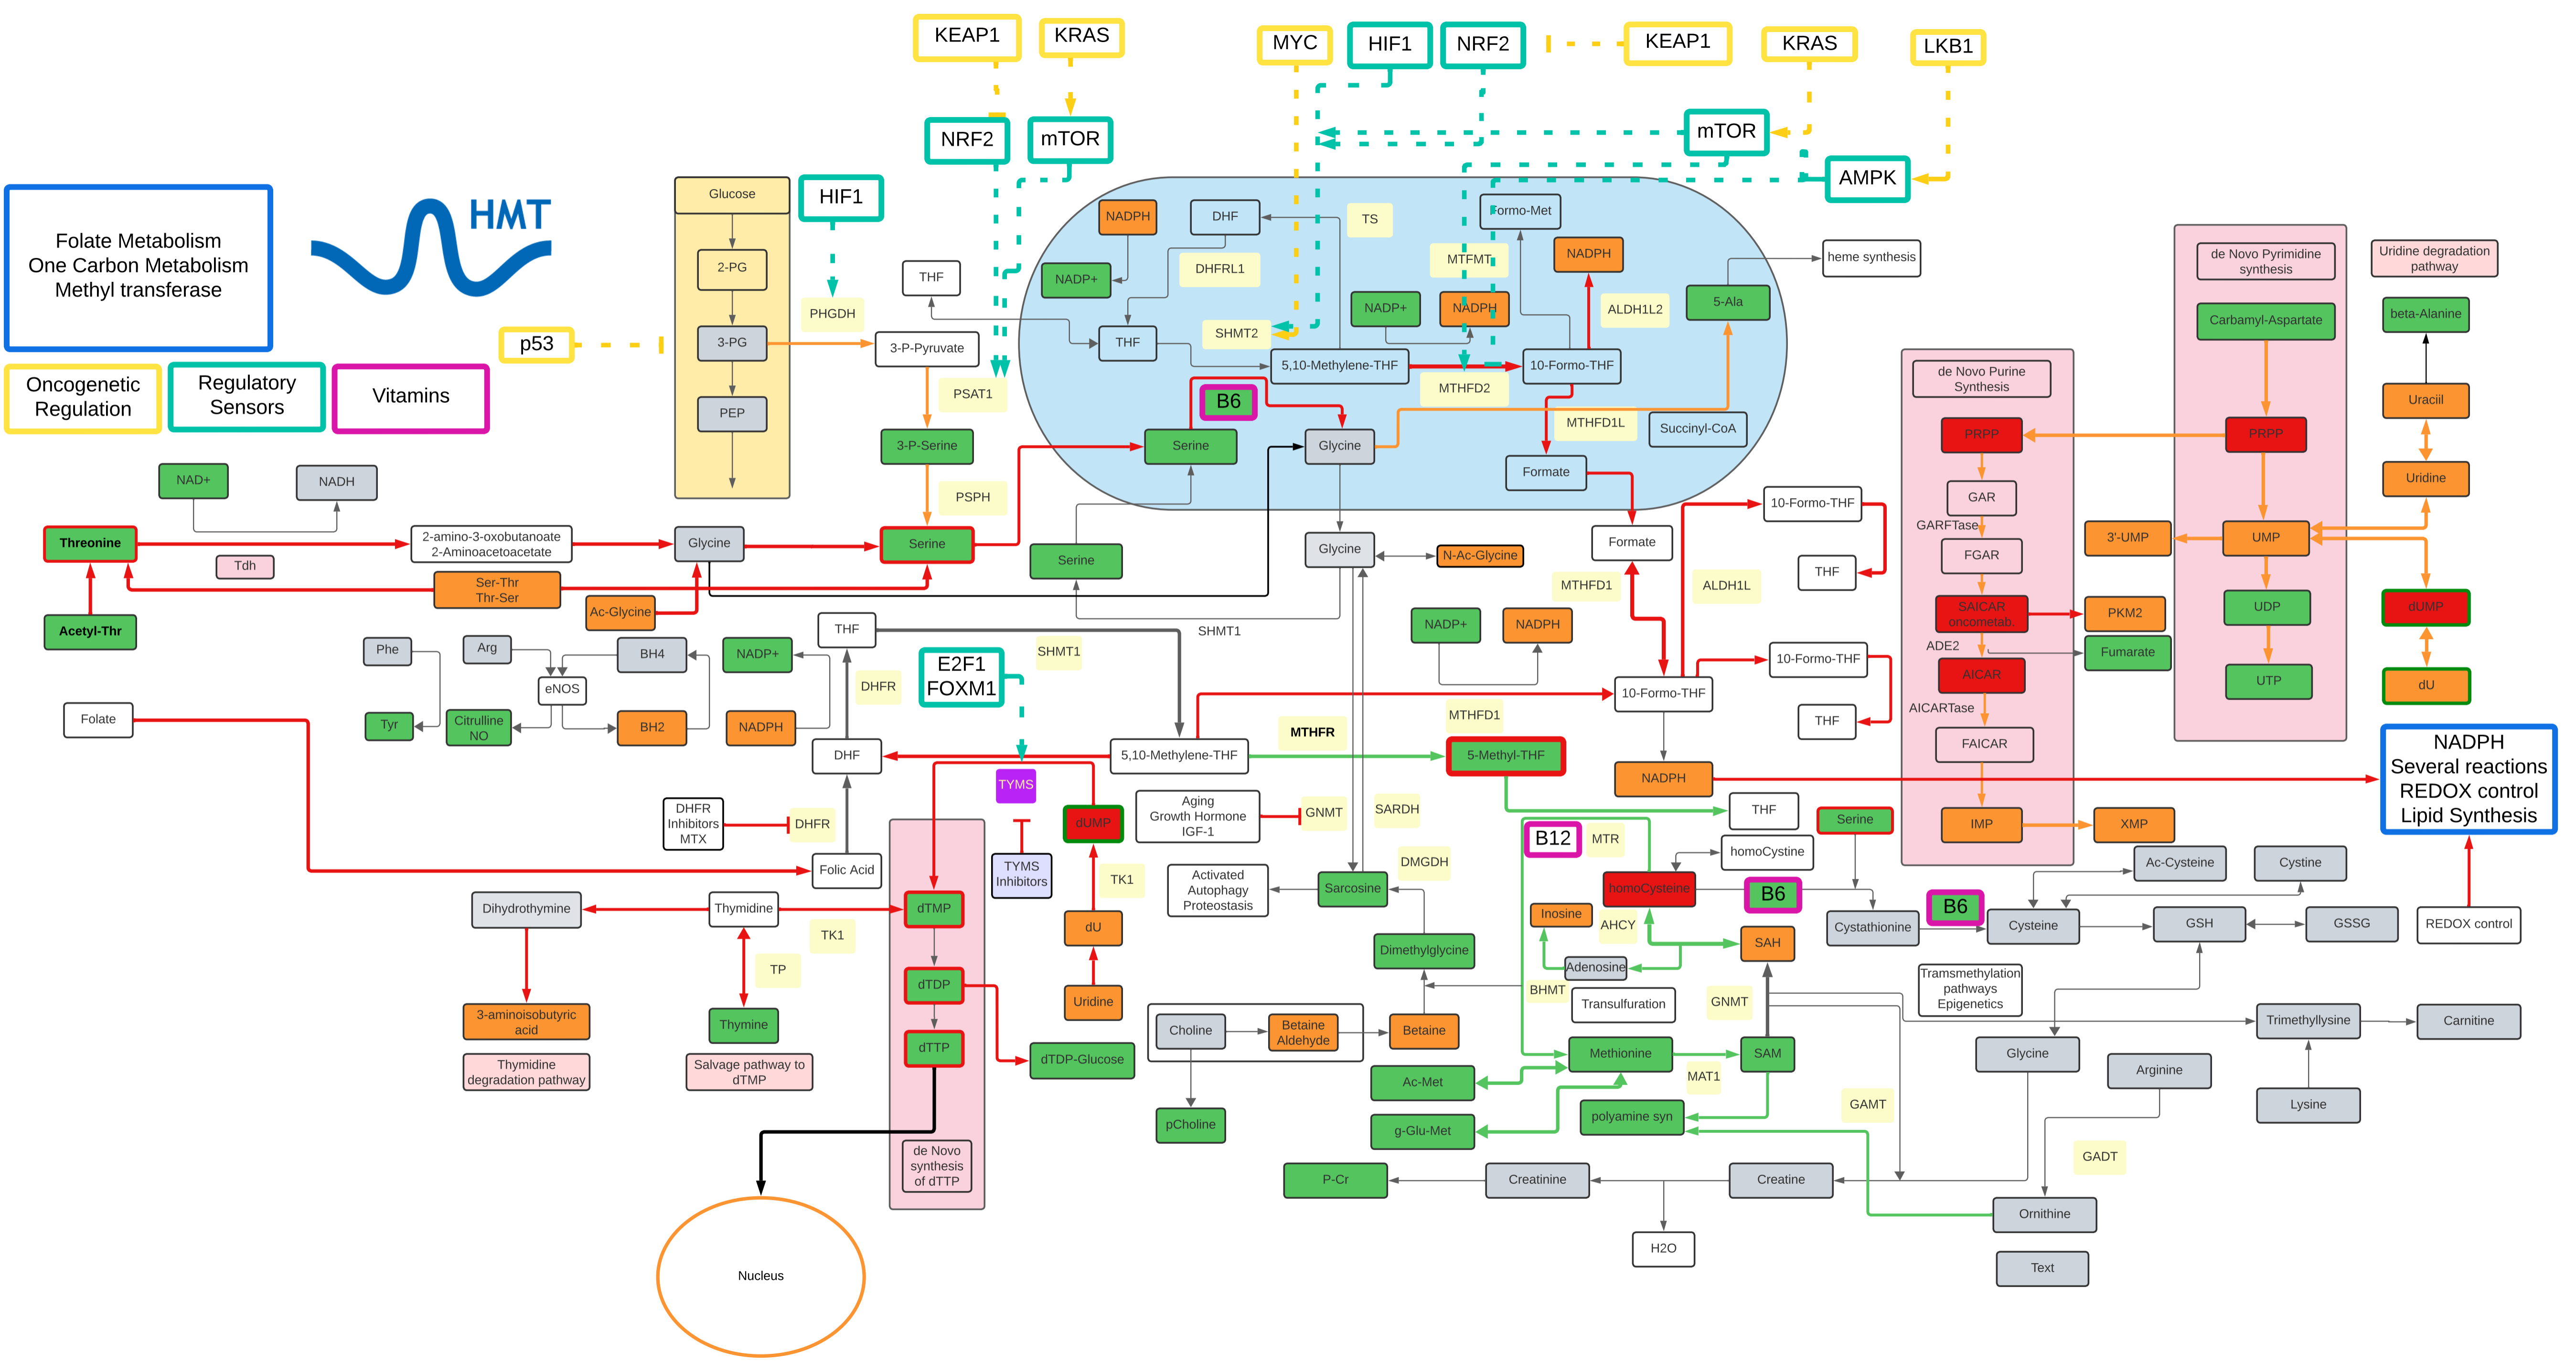 KEAP1
KRAS
MYC
HIF1
NRF2
KEAP1
KRAS
LKB1
NRF2
mTOR
mTOR
AMPK
Folate Metabolism
One Carbon Metabolism
Methyl transferase
HMT
Oncogenetic
Regulation
Regulatory
Sensors
Vitamins
p53
Glucose
2-PG
3-PG
PEP
HIF1
PHGDH
THF
3-P-Pyruvate
PSAT1
3-P-Serine
PSPH
NADPH
DHF
TS
Formo-Met
NADP+
DHFRL1
MTFMT
NADPH
NADP+
NADPH
ALDH1L2
5-Ala
THF
SHMT2
5,10-Methylene-THF
10-Formo-THF
MTHFD2
B6
MTHFD1L
Succinyl-CoA
Serine
Glycine
Formate
heme synthesis
de Novo Pyrimidine
synthesis
Uridine degradation
pathway
Carbamyl-Aspartate
beta-Alanine
de Novo Purine
Synthesis
Uraciil
PRPP
PRPP
GAR
Uridine
GARFTase
FGAR
3'-UMP
UMP
SAICAR
oncometab.
PKM2
UDP
dUMP
ADE2
Fumarate
AICAR
UTP
dU
AICARTase
FAICAR
IMP
XMP
NADPH
Several reactions
REDOX control
Lipid Synthesis
NAD+
NADH
Threonine
2-amino-3-oxobutanoate
2-Aminoacetoacetate
Glycine
Serine
Serine
Glycine
N-Ac-Glycine
Formate
10-Formo-THF
THF
Tdh
Ser-Thr
Thr-Ser
Ac-Glycine
MTHFD1
ALDH1L
Acetyl-Thr
THF
SHMT1
SHMT1
NADP+
NADPH
Phe
Arg
BH4
NADP+
E2F1
FOXM1
10-Formo-THF
eNOS
DHFR
10-Formo-THF
Folate
Tyr
Citrulline
NO
BH2
NADPH
MTHFR
MTHFD1
THF
DHF
5,10-Methylene-THF
5-Methyl-THF
NADPH
TYMS
DHFR
Inhibitors
MTX
DHFR
dUMP
Aging
Growth Hormone
IGF-1
GNMT
SARDH
THF
Serine
B12
MTR
homoCystine
Folic Acid
TYMS
Inhibitors
TK1
Activated
Autophagy
Proteostasis
Sarcosine
DMGDH
homoCysteine
B6
Ac-Cysteine
Cystine
Dihydrothymine
Thymidine
dTMP
dU
Inosine
AHCY
Cystathionine
B6
Cysteine
GSH
GSSG
REDOX control
TK1
TP
Dimethylglycine
SAH
Adenosine
dTDP
Uridine
BHMT
Transulfuration
GNMT
Tramsmethylation
pathways
Epigenetics
3-aminoisobutyric
acid
Thymine
Choline
Betaine
Aldehyde
Betaine
Trimethyllysine
Carnitine
dTTP
dTDP-Glucose
Methionine
SAM
Glycine
Thymidine
degradation pathway
Salvage pathway to
dTMP
Ac-Met
MAT1
Arginine
pCholine
g-Glu-Met
polyamine syn
GAMT
Lysine
de Novo
synthesis
of dTTP
GADT
P-Cr
Creatinine
Creatine
Ornithine
H2O
Nucleus
Text